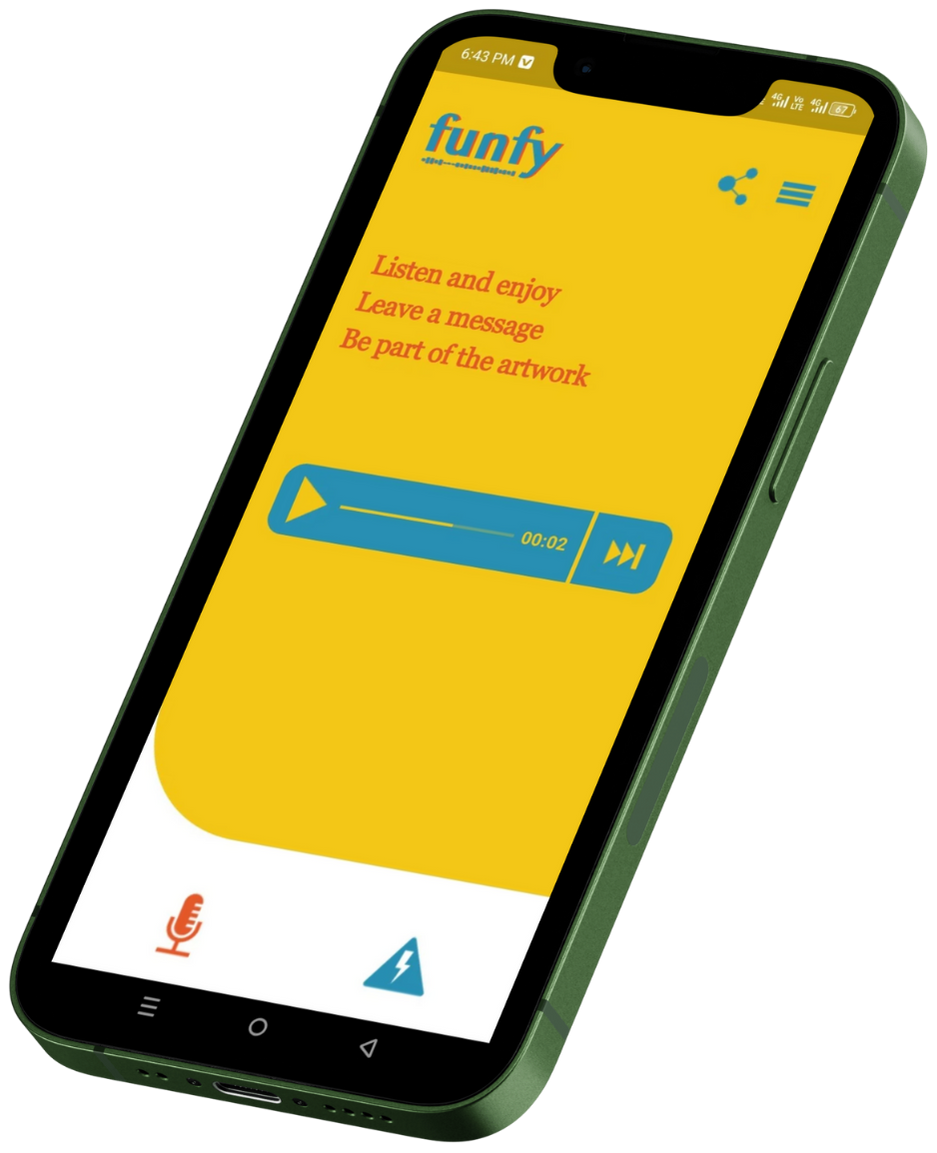 6:43 PM
4G Vo LTE 4G 67
funfy
Listen and enjoy
Leave a message
Be part of the artwork
00:02